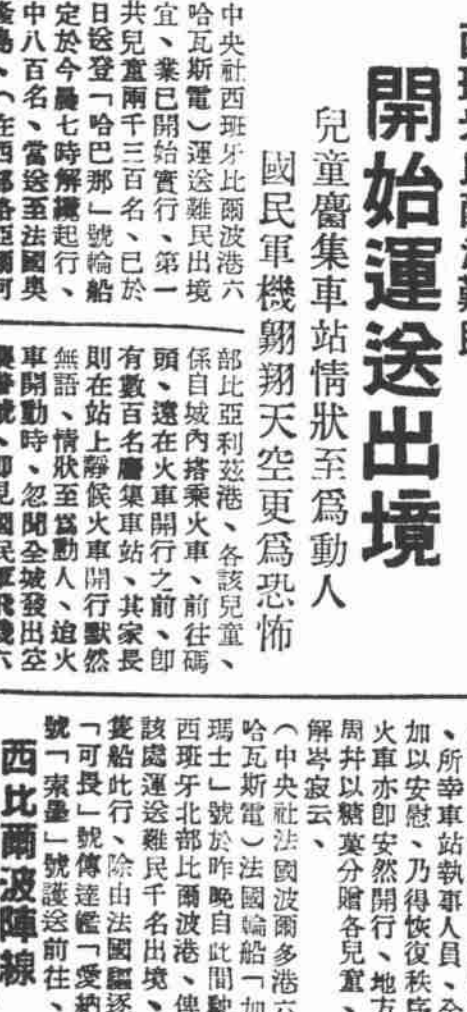 開始運送出境
兒童麕集車站情狀至爲動人
國民軍機翺翔天空更爲恐怖
中央社西班牙比爾波港六
哈瓦斯電）運送難民出境
宜、業已開始實行、第一
共兒童兩千三百名、已於
日送登「哈巴那」號輪船
定於今晨七時解纜起行、
中八百名、當送至法國奧
部比亞利茲港、各該兒童、
係自城內搭乘火車、前往碼
頭、遠在火車開行之前、卽
有數百名麕集車站、其家長
則在站上靜候火車開行默然
無語、情狀至爲動人、迨火
車開動時、忽聞全城發出空
、所幸車站執事人員、
加以安慰、乃得恢復秩序
火車亦卽安然開行、地方
周幷以糖菓分贈各兒童、
解岑寂云、
（中央社法國波爾多港六
哈瓦斯電）法國輪船「加
瑪士」號於昨晚自此間駛
西班牙北部比爾波港、俾
該處運送難民千名出境、
隻船此行、除由法國驅逐
「可畏」號傳達艦「愛納
號「索墨」號護送前往、
西比爾波陣線